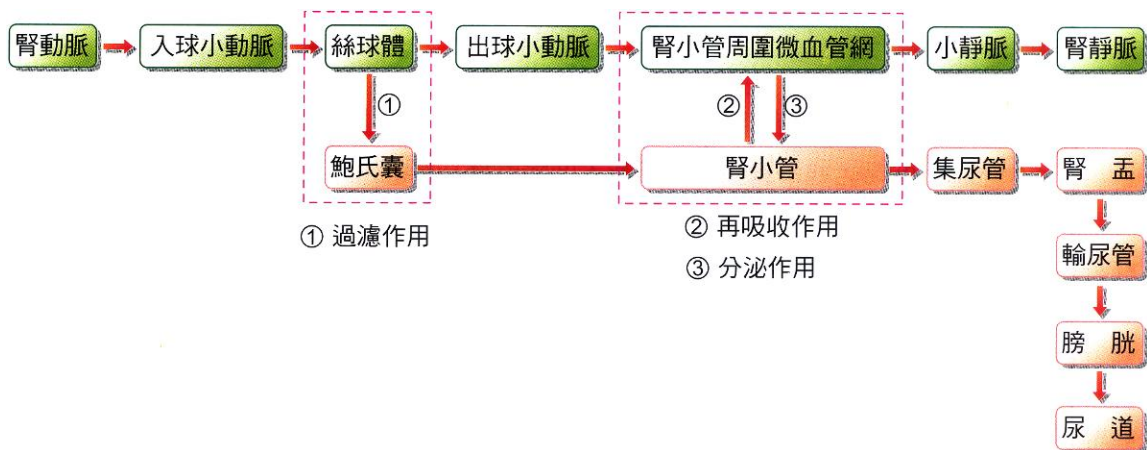 腎動脈 入球小動脈 絲球體 出球小動脈 腎小管周圍微血管網 小靜脈 腎靜脈
① ② ③
鮑氏囊 腎小管 集尿管 腎 盂
① 過濾作用 ② 再吸收作用
輸尿管
③ 分泌作用
膀 胱
尿 道